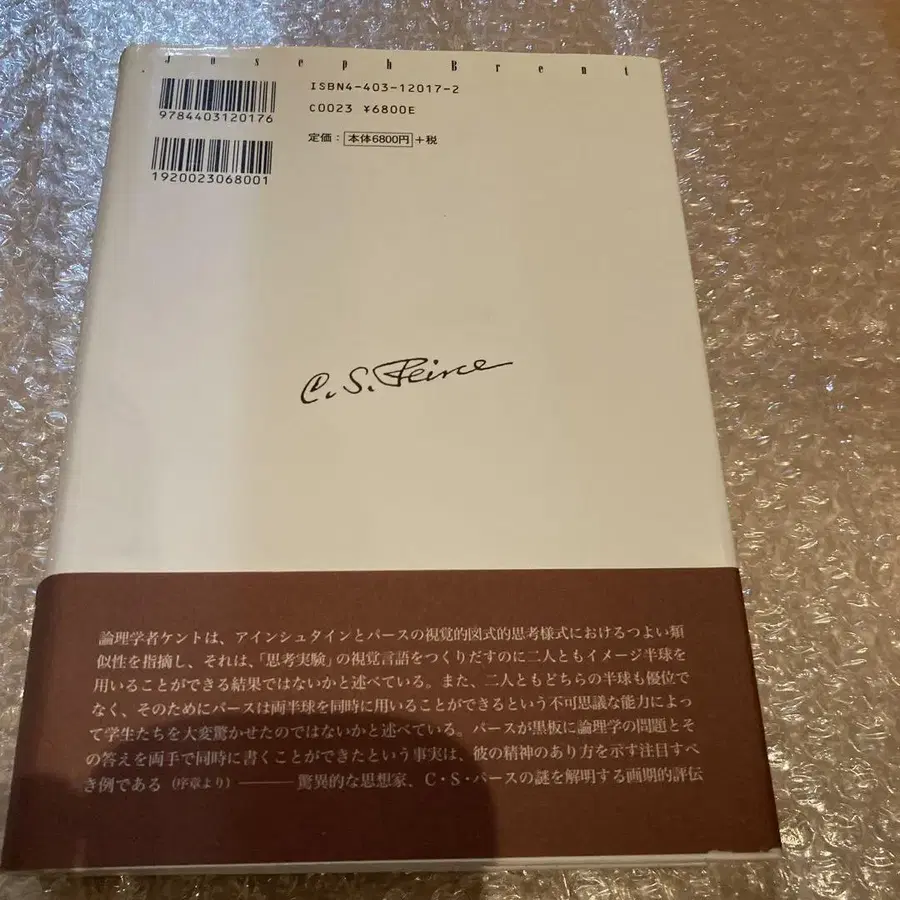 Joseph Brent
ISBN4-403-12017-2
C0023 ¥6800E
9784403120176
定価：本体6800円+税
1920023068001
C.S.Peirce
論理学者ケントは、アインシュタインとパースの視覚的図式的思考様式におけるつよい類
似性を指摘し、それは、「思考実験」の視覚言語をつくりだすのに二人ともイメージ半球を
用いることができる結果ではないかと述べている。また、二人ともどちらの半球も優位で
なく、そのためにパースは両半球を同時に用いることができるという不可思議な能力によっ
て学生たちを大変驚かせたのではないかと述べている。パースが黒板に論理学の問題とそ
の答えを両手で同時に書くことができたという事実は、彼の精神のあり方を示す注目すべ
き例である（序章より）――驚異的な思想家、C・S・パースの謎を解明する画期的評伝